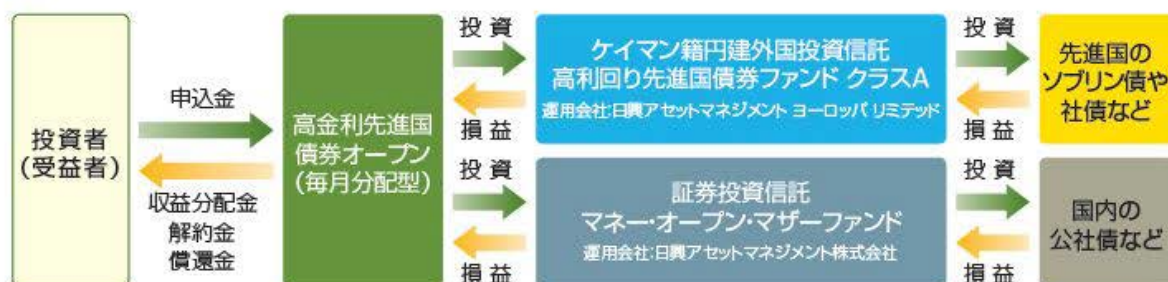 投資者
(受益者)
申込金
収益分配金
解約金
償還金
高金利先進国
債券オープン
(毎月分配型)
投資
損益
ケイマン籍円建外国投資信託
高利回り先進国債券ファンド クラスA
運用会社:日興アセットマネジメント ヨーロッパ リミテッド
投資
損益
先進国の
ソブリン債や
社債など
投資
損益
証券投資信託
マネー・オープン・マザーファンド
運用会社:日興アセットマネジメント株式会社
投資
損益
国内の
公社債など